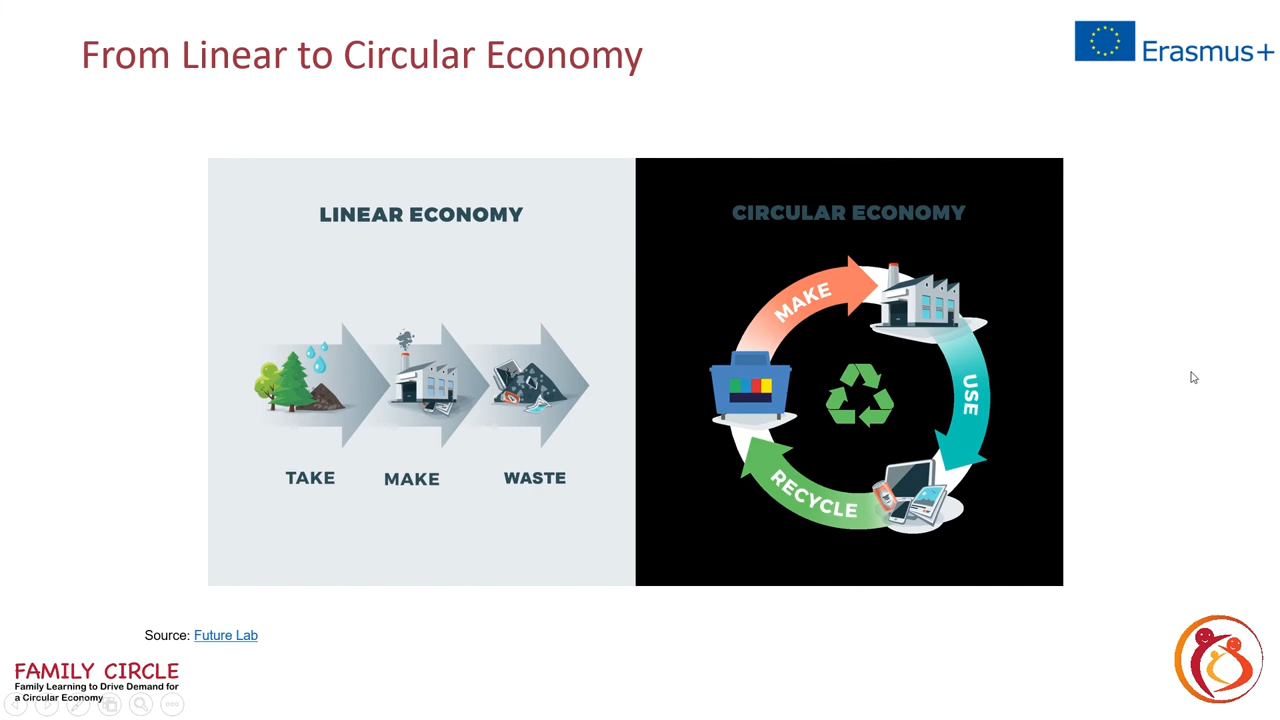 From Linear to Circular Economy
Erasmus+
LINEAR ECONOMY
TAKE
MAKE
WASTE
CIRCULAR ECONOMY
MAKE
USE
RECYCLE
Source: Future Lab
FAMILY CIRCLE
Family Learning to Drive Demand for
a Circular Economy